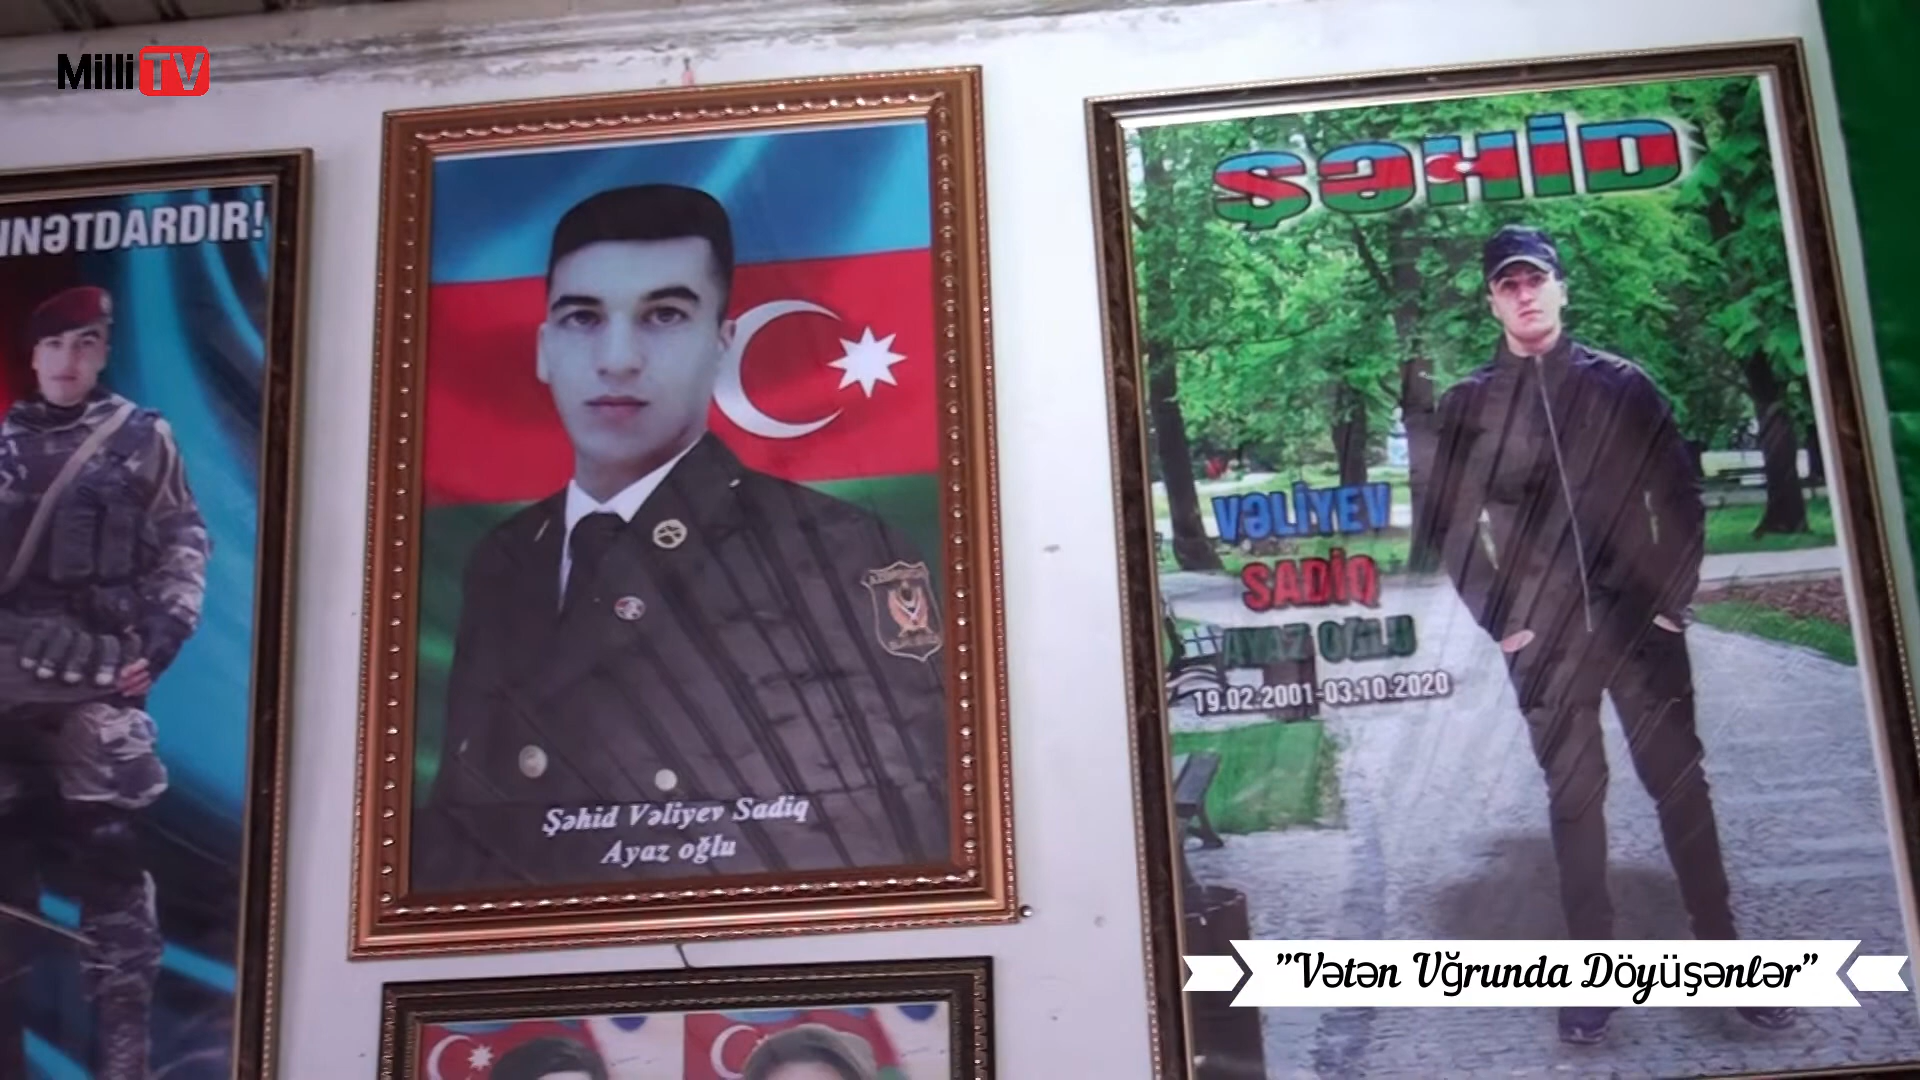 Milli TV
NNƏTDARDIR!
Şəhid Vəliyev Sadiq
Ayaz oğlu
ŞƏHİD
VƏLİYEV
SADİQ
AYAZ OĞLU
19.02.2001-03.10.2020
"Vətən Uğrunda Döyüşənlər"